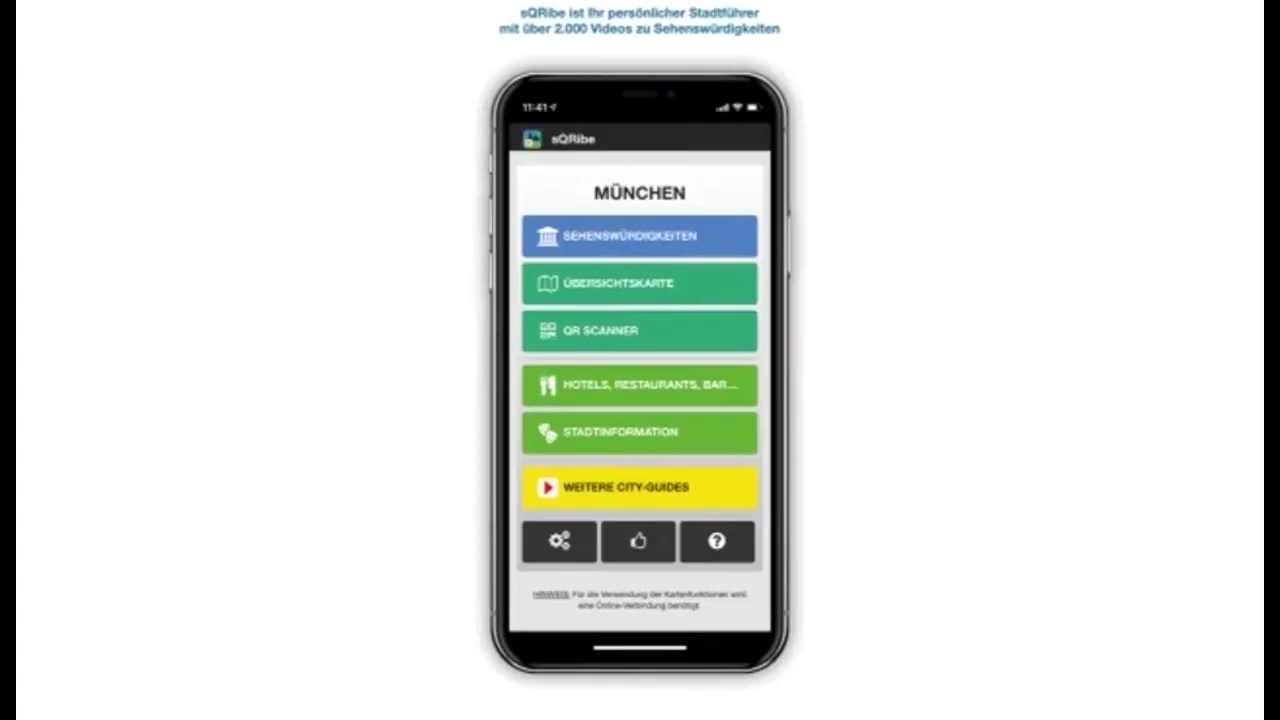 sQRibe ist Ihr persönlicher Stadtführer
mit über 2.000 Videos zu Sehenswürdigkeiten
11:41
sQRibe
MÜNCHEN
SEHENSWÜRDIGKEITEN
ÜBERSICHTSKARTE
QR SCANNER
HOTELS, RESTAURANTS, BAR...
STADTINFORMATION
WEITERE CITY-GUIDES
HINWEIS: Für die Verwendung der Kartenfunktionen wird
eine Online-Verbindung benötigt.